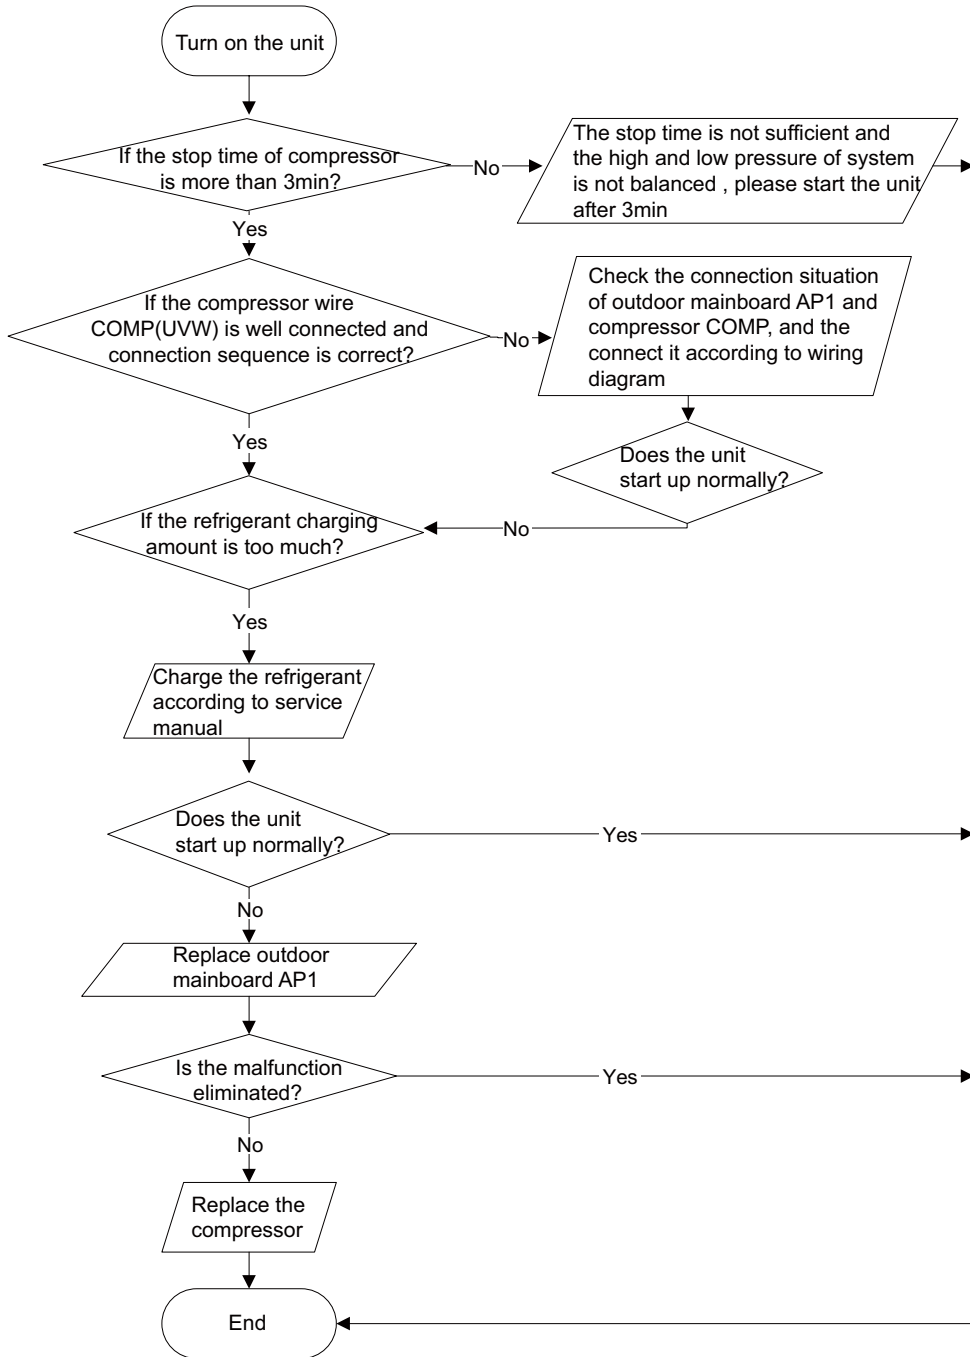 Turn on the unit
If the stop time of compressor
is more than 3min?
No
The stop time is not sufficient and
the high and low pressure of system
is not balanced , please start the unit
after 3min
Yes
If the compressor wire
COMP(UVW) is well connected and
connection sequence is correct?
No
Check the connection situation
of outdoor mainboard AP1 and
compressor COMP, and the
connect it according to wiring
diagram
Yes
Does the unit
start up normally?
If the refrigerant charging
amount is too much?
No
Yes
Charge the refrigerant
according to service
manual
Does the unit
start up normally?
Yes
No
Replace outdoor
mainboard AP1
Is the malfunction
eliminated?
Yes
No
Replace the
compressor
End